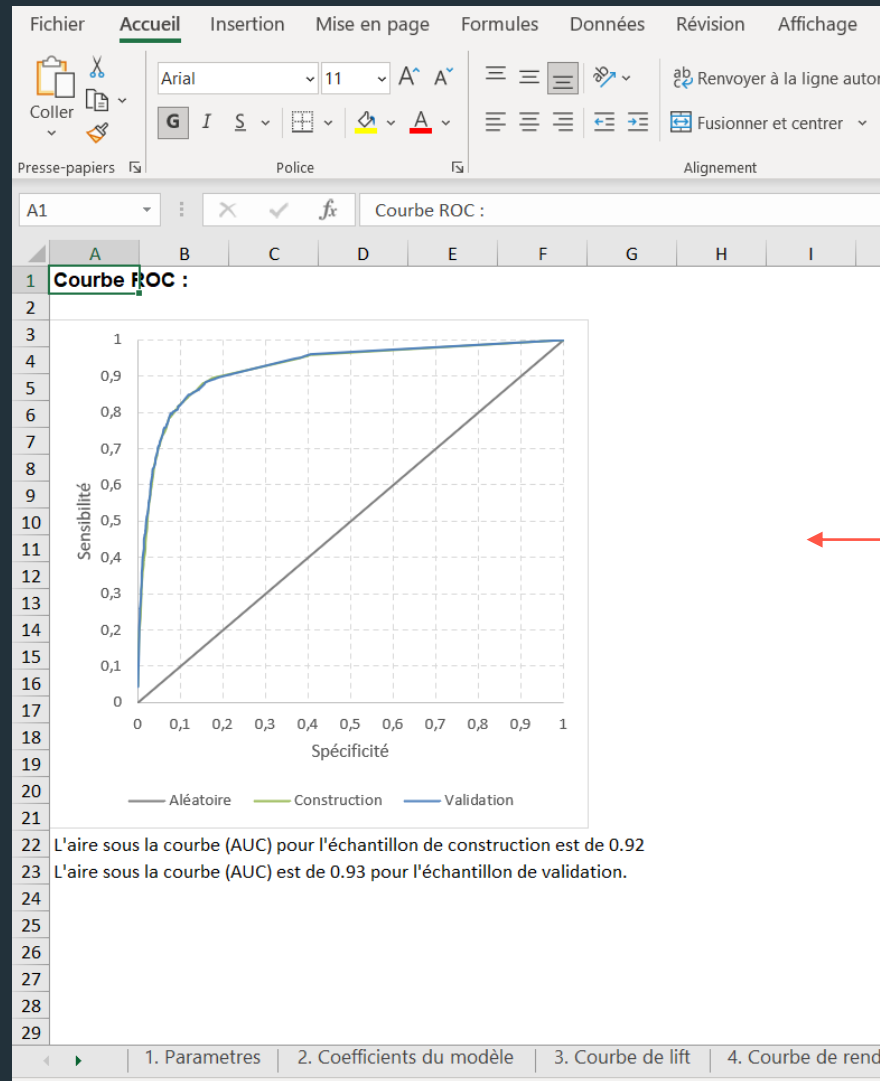 Fichier Accueil Insertion Mise en page Formules Données Révision Affichage
Arial 11 A A Renvoyer à la ligne autor
Coller G I S A Fusionner et centrer
Presse-papiers Police Alignement
A1 fx Courbe ROC :
A B C D E F G H I
1 Courbe ROC :
2
3
4
5
6
7
8
9
10
11
12
13
14
15
16
17
18
19
20
21
1
0,9
0,8
0,7
0,6
0,5
0,4
0,3
0,2
0,1
0
Sensibilité
0 0,1 0,2 0,3 0,4 0,5 0,6 0,7 0,8 0,9 1
Spécificité
Aléatoire Construction Validation
22 L'aire sous la courbe (AUC) pour l'échantillon de construction est de 0.92
23 L'aire sous la courbe (AUC) est de 0.93 pour l'échantillon de validation.
24
25
26
27
28
29
1. Parametres 2. Coefficients du modèle 3. Courbe de lift 4. Courbe de rend